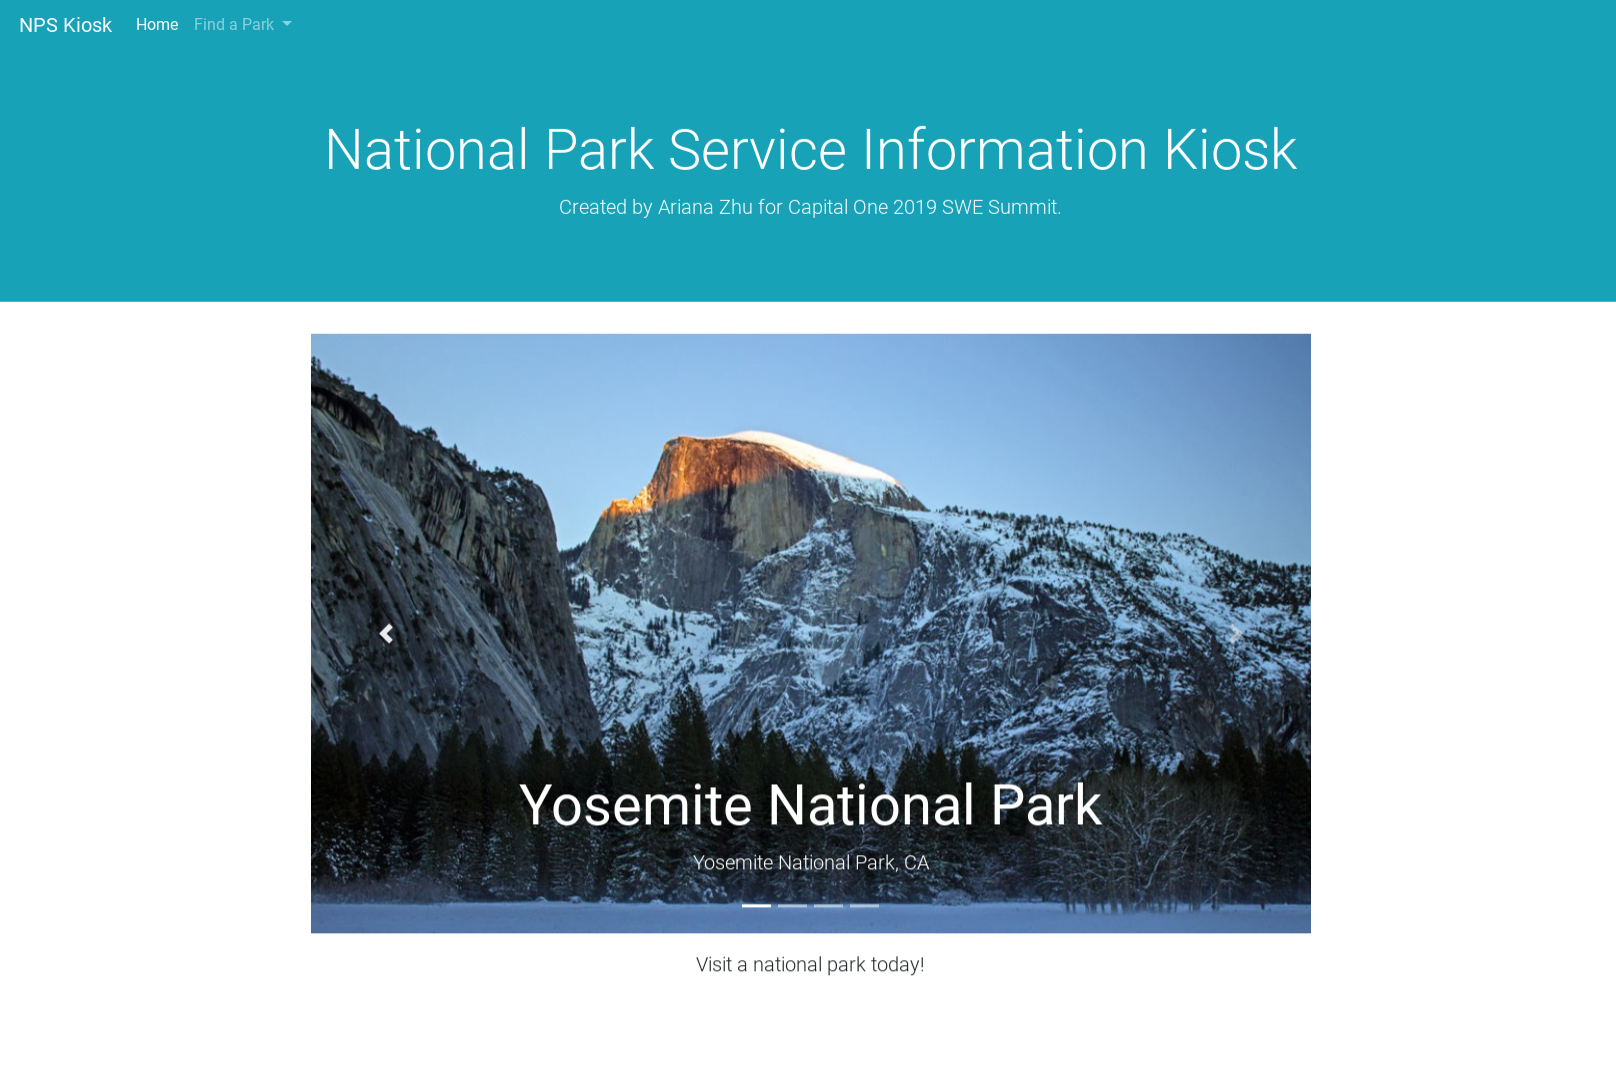 NPS Kiosk Home Find a Park
National Park Service Information Kiosk
Created by Ariana Zhu for Capital One 2019 SWE Summit.
Yosemite National Park
Yosemite National Park, CA
Visit a national park today!